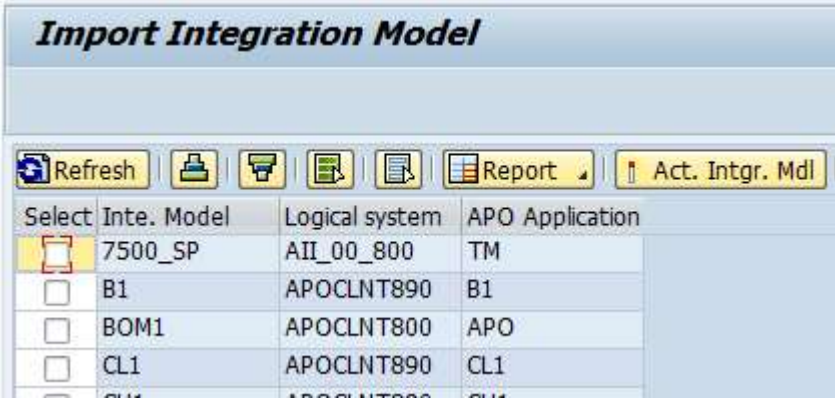 Import Integration Model
Refresh Report Act. Intgr. Mdl
Select Inte. Model Logical system APO Application
7500_SP AII_00_800 TM
B1 APOCLNT890 B1
BOM1 APOCLNT800 APO
CL1 APOCLNT890 CL1